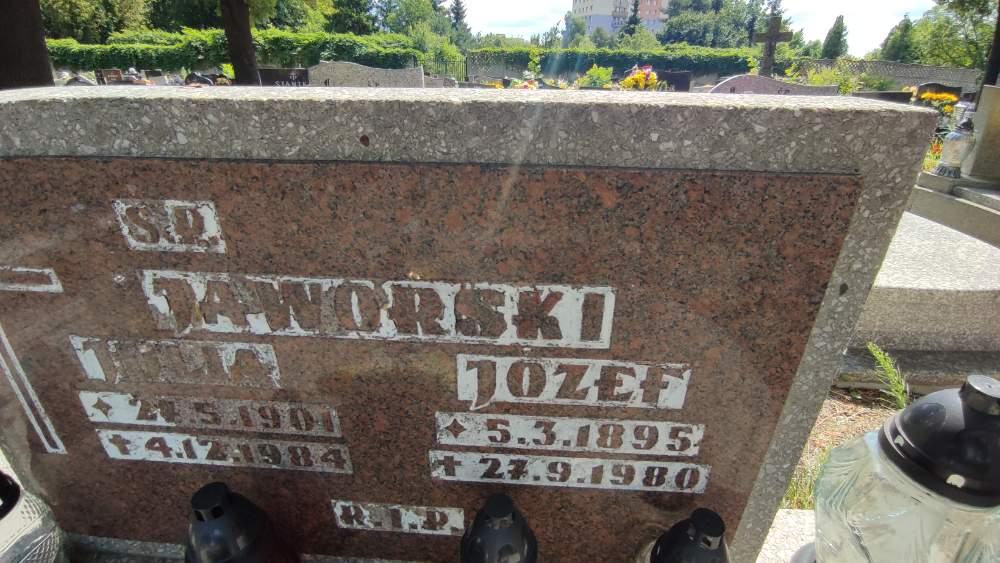 Ś.P.
JAWORSKI
JÓZEF
5.3.1895
4.12.1984
27.9.1980
R.I.P.